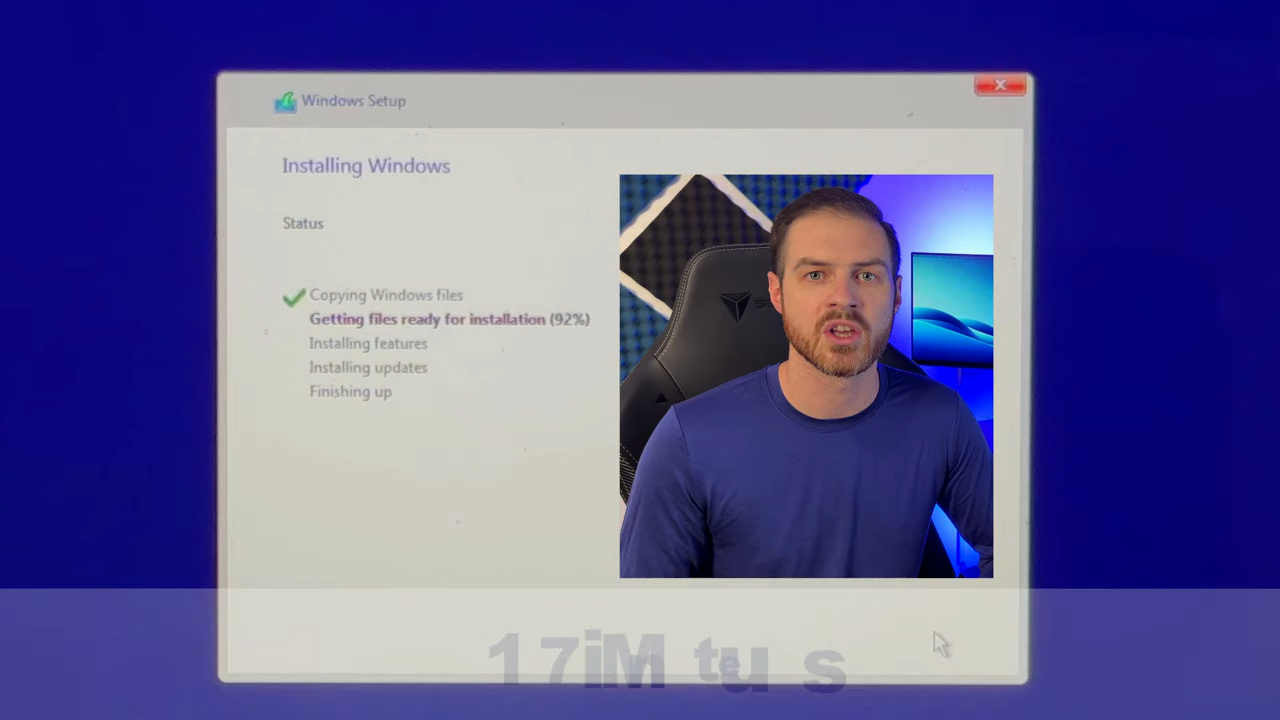 Windows Setup
Installing Windows
Status
Copying Windows files
Getting files ready for installation (92%)
Installing features
Installing updates
Finishing up